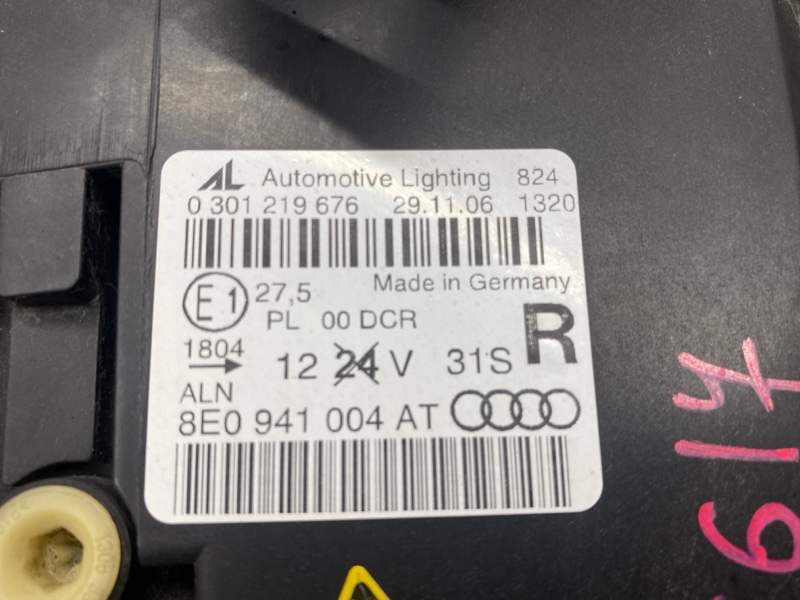 AL Automotive Lighting 824
0 301 219 676 29.11.06 1320
Made in Germany
E1 27,5
PL 00 DCR
R
1804
12 24 V 31S
ALN
8E0 941 004 AT